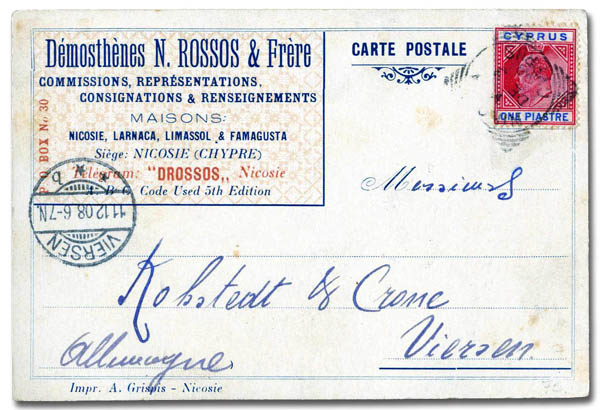 Démosthènes N. ROSSOS & Frère
COMMISSIONS, REPRÉSENTATIONS,
CONSIGNATIONS & RENSEIGNEMENTS
MAISONS:
NICOSIE, LARNACA, LIMASSOL & FAMAGUSTA
Siège: NICOSIE (CHYPRE)
Télégram: "DROSSOS„ Nicosie
A. B. C. Code Used 5th Edition
P. O. BOX No 30
CARTE POSTALE
CYPRUS
ONE PIASTRE
VIERSEN
11.12.08.6-7N.
Messieurs
Kohstedt & Crone
Viersen
Allemagne
Impr. A. Grispis - Nicosie